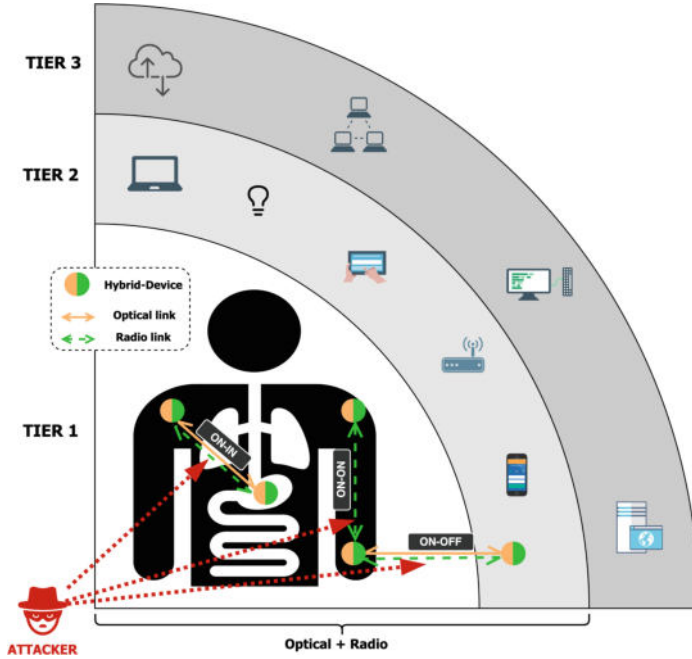 TIER 3
TIER 2
Hybrid-Device
Optical link
Radio link
TIER 1
ON-IN
ON-ON
ON-OFF
ATTACKER
Optical + Radio